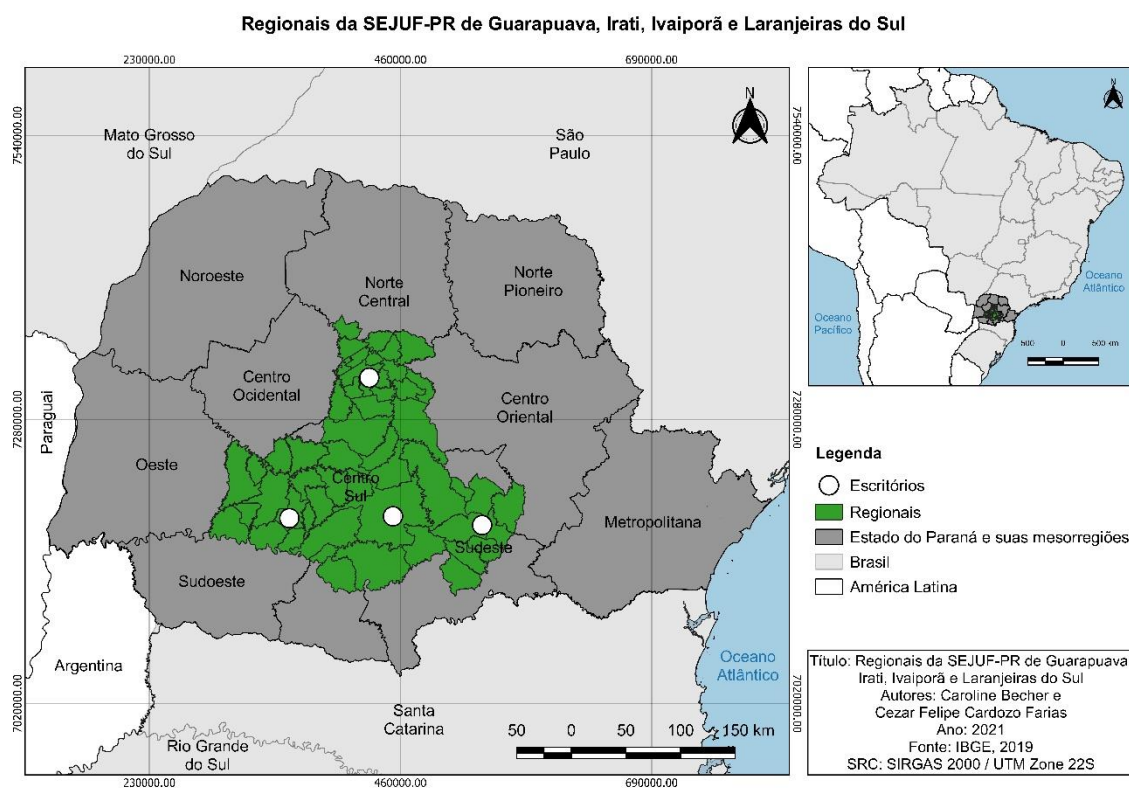 Regionais da SEJUF-PR de Guarapuava, Irati, Ivaiporã e Laranjeiras do Sul
230000.00
460000.00
690000.00
7540000.00
7540000.00
Mato Grosso
do Sul
São
Paulo
N
Noroeste
Norte
Central
Norte
Pioneiro
Centro
Ocidental
Centro
Oriental
Paraguai
7280000.00
7280000.00
Oeste
Centro
Sul
Metropolitana
Sudeste
Sudoeste
Argentina
Oceano
Atlântico
7020000.00
7020000.00
Santa
Catarina
Rio Grande
do Sul
50 0 50 100 150 km
230000.00
460000.00
690000.00
N
Oceano
Atlântico
Oceano
Pacífico
500 0 500 km
Legenda
Escritórios
Regionais
Estado do Paraná e suas mesorregiões
Brasil
América Latina
Título: Regionais da SEJUF-PR de Guarapuava
Irati, Ivaiporã e Laranjeiras do Sul
Autores: Caroline Becher e
Cezar Felipe Cardozo Farias
Ano: 2021
Fonte: IBGE, 2019
SRC: SIRGAS 2000 / UTM Zone 22S